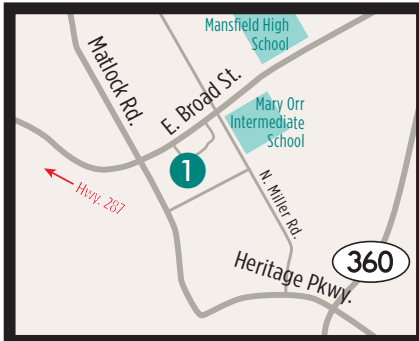 Mansfield High
School
Matlock Rd.
E. Broad St.
Mary Orr
Intermediate
School
1
Hwy. 287
N. Miller Rd.
Heritage Pkwy.
360